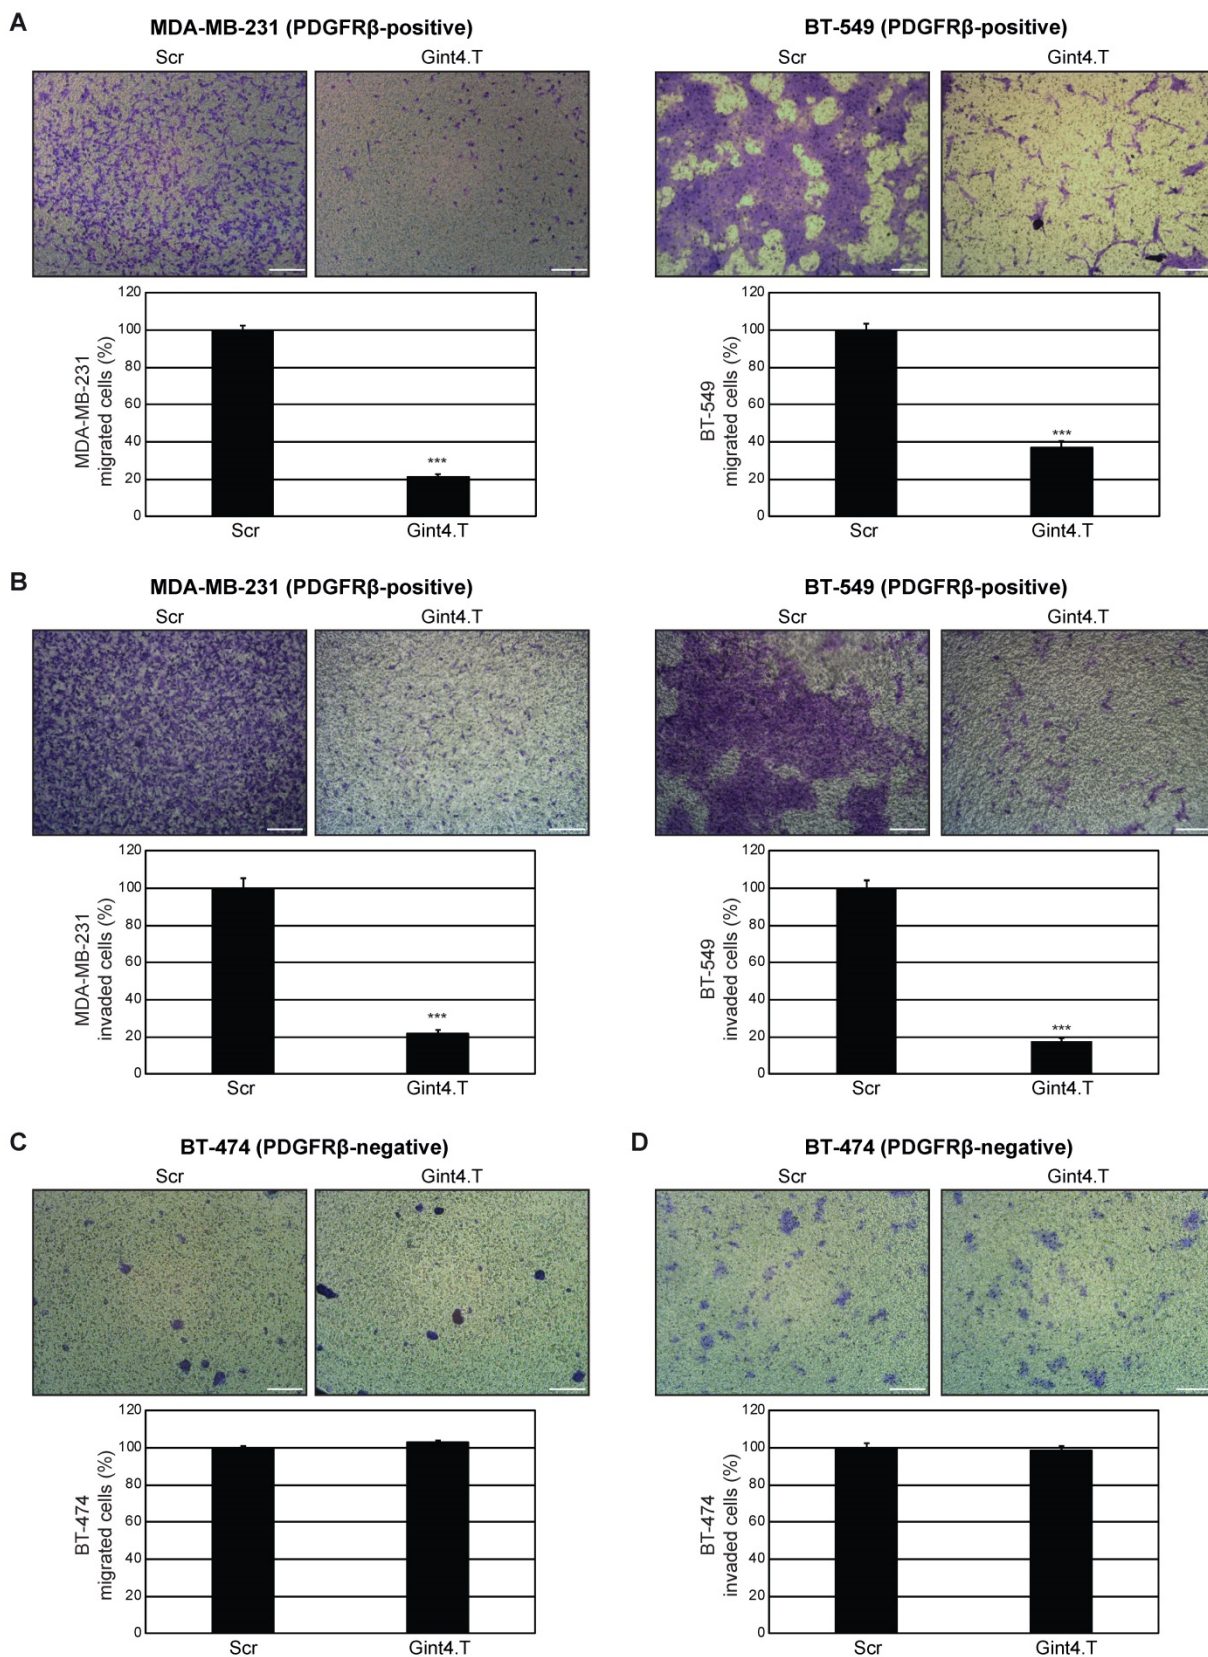 A
MDA-MB-231 (PDGFRβ-positive)
BT-549 (PDGFRβ-positive)
Scr
Gint4.T
Scr
Gint4.T
MDA-MB-231
migrated cells (%)
120
100
80
60
40
20
0
***
Scr
Gint4.T
BT-549
migrated cells (%)
120
100
80
60
40
20
0
***
Scr
Gint4.T
B
MDA-MB-231 (PDGFRβ-positive)
BT-549 (PDGFRβ-positive)
Scr
Gint4.T
Scr
Gint4.T
MDA-MB-231
invaded cells (%)
120
100
80
60
40
20
0
***
Scr
Gint4.T
BT-549
invaded cells (%)
120
100
80
60
40
20
0
***
Scr
Gint4.T
C
BT-474 (PDGFRβ-negative)
Scr
Gint4.T
BT-474
migrated cells (%)
120
100
80
60
40
20
0
Scr
Gint4.T
D
BT-474 (PDGFRβ-negative)
Scr
Gint4.T
BT-474
invaded cells (%)
120
100
80
60
40
20
0
Scr
Gint4.T